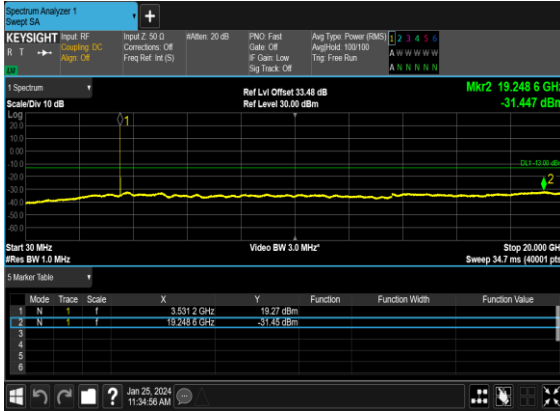 Spectrum Analyzer 1
Swept SA
+
KEYSIGHT Input: RF Input Z: 50 Ω #Atten: 20 dB PNO: Fast Avg Type: Power (RMS) 1 2 3 4 5 6
R T Coupling: DC Corrections: Off Gate: Off Avg|Hold: 100/100 A W W W W W
Align: Off Freq Ref: Int (S) IF Gain: Low Trig: Free Run
Sig Track: Off A N N N N N
1 Spectrum Ref Lvl Offset 33.48 dB Mkr2 19.248 6 GHz
Scale/Div 10 dB Ref Level 30.00 dBm -31.447 dBm
Log
20.0
10.0
0.00
-10.0
-20.0
-30.0
-40.0
-50.0
-60.0
1
DL1 -13.00 dBm
2
Start 30 MHz Video BW 3.0 MHz* Stop 20.000 GHz
#Res BW 1.0 MHz Sweep 34.7 ms (40001 pts)
5 Marker Table
Mode Trace Scale X Y Function Function Width Function Value
1 N 1 f 3.531 2 GHz 19.27 dBm
2 N 1 f 19.248 6 GHz -31.45 dBm
3
4
5
6
? Jan 25, 2024
11:34:56 AM